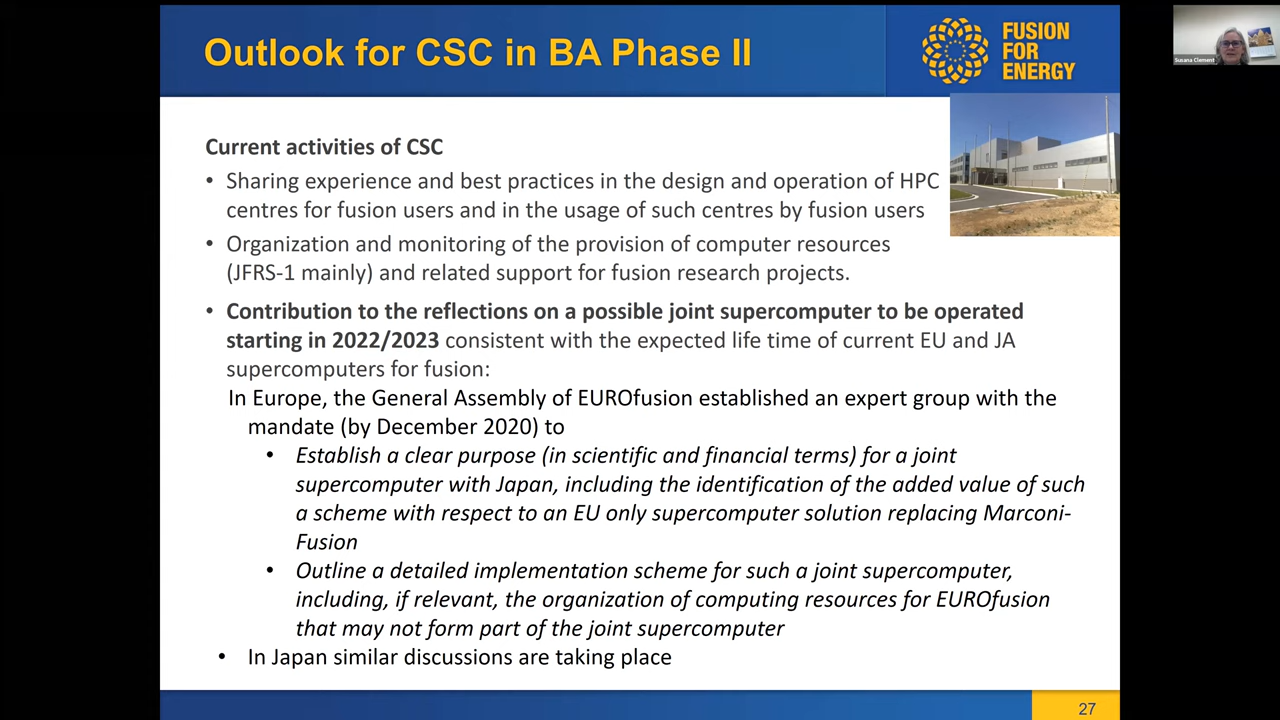 Outlook for CSC in BA Phase II
FUSION
FOR
ENERGY
Susana Clement
Current activities of CSC
• Sharing experience and best practices in the design and operation of HPC
centres for fusion users and in the usage of such centres by fusion users
• Organization and monitoring of the provision of computer resources
(JFRS-1 mainly) and related support for fusion research projects.
• Contribution to the reflections on a possible joint supercomputer to be operated
starting in 2022/2023 consistent with the expected life time of current EU and JA
supercomputers for fusion:
In Europe, the General Assembly of EUROfusion established an expert group with the
mandate (by December 2020) to
• Establish a clear purpose (in scientific and financial terms) for a joint
supercomputer with Japan, including the identification of the added value of such
a scheme with respect to an EU only supercomputer solution replacing Marconi-
Fusion
• Outline a detailed implementation scheme for such a joint supercomputer,
including, if relevant, the organization of computing resources for EUROfusion
that may not form part of the joint supercomputer
• In Japan similar discussions are taking place
27